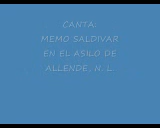 CANTA:
MEMO SALDIVAR
EN EL ASILO DE
ALLENDE, N. L.